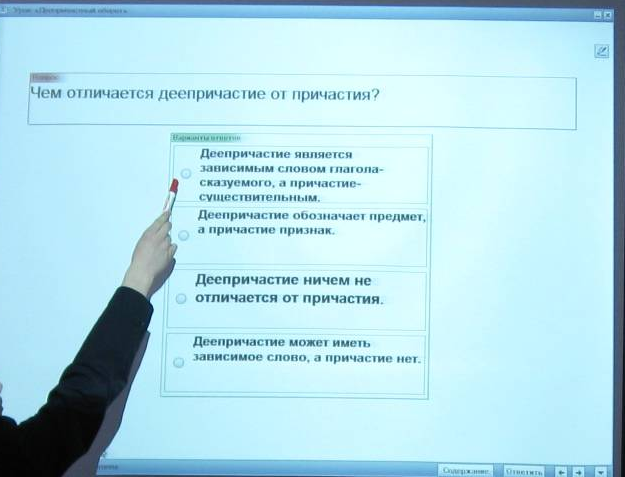 Урок: «Деепричастный оборот»
Вопрос:
Чем отличается деепричастие от причастия?
Варианты ответов
Деепричастие является
зависимым словом глагола-
сказуемого, а причастие-
существительным.
Деепричастие обозначает предмет,
а причастие признак.
Деепричастие ничем не
отличается от причастия.
Деепричастие может иметь
зависимое слово, а причастие нет.
Содержание
Ответить